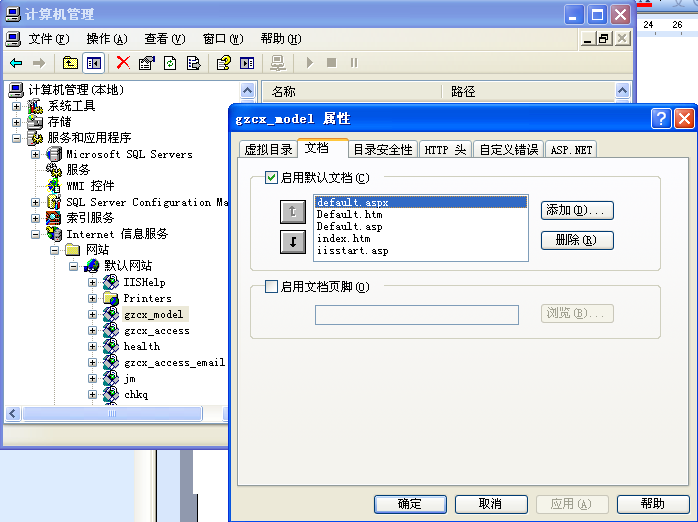 计算机管理
文件(F) 操作(A) 查看(V) 窗口(W) 帮助(H)
24 26
计算机管理(本地)
系统工具
存储
服务和应用程序
Microsoft SQL Servers
服务
WMI 控件
SQL Server Configuration Ma
索引服务
Internet 信息服务
网站
默认网站
IISHelp
Printers
gzcx_model
gzcx_access
health
gzcx_access_email
jm
chkq
名称 路径
gzcx_model 属性
虚拟目录 文档 目录安全性 HTTP 头 自定义错误 ASP.NET
启用默认文档(C)
default.aspx
Default.htm
Default.asp
index.htm
iisstart.asp
添加(D)...
删除(R)
启用文档页脚(O)
浏览(B)...
确定 取消 应用(A) 帮助